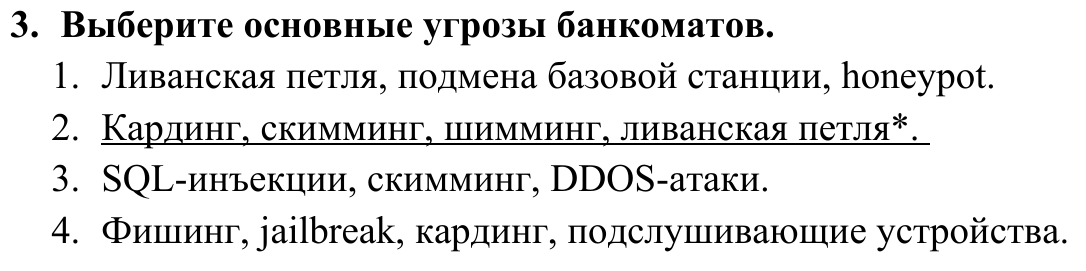 3. Выберите основные угрозы банкоматов.
1. Ливанская петля, подмена базовой станции, honeypot.
2. Кардинг, скимминг, шимминг, ливанская петля*.
3. SQL-инъекции, скимминг, DDOS-атаки.
4. Фишинг, jailbreak, кардинг, подслушивающие устройства.